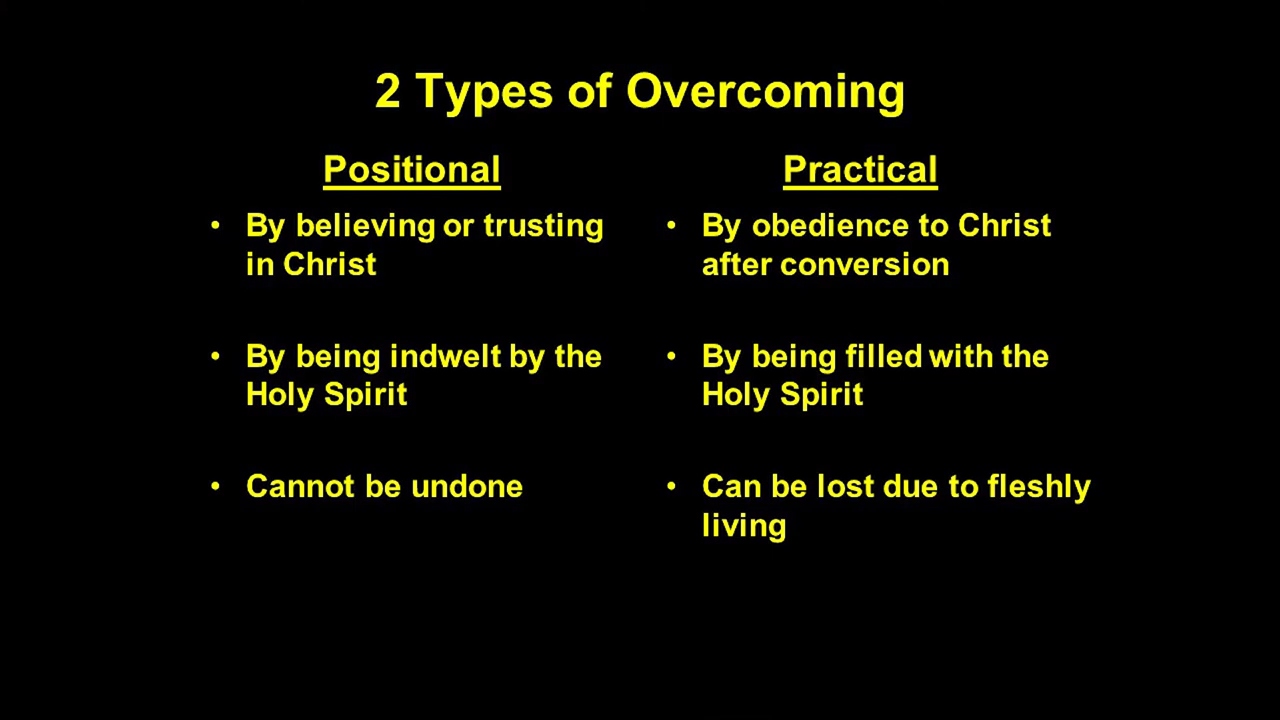 2 Types of Overcoming
Positional
• By believing or trusting
in Christ
• By being indwelt by the
Holy Spirit
• Cannot be undone
Practical
• By obedience to Christ
after conversion
• By being filled with the
Holy Spirit
• Can be lost due to fleshly
living